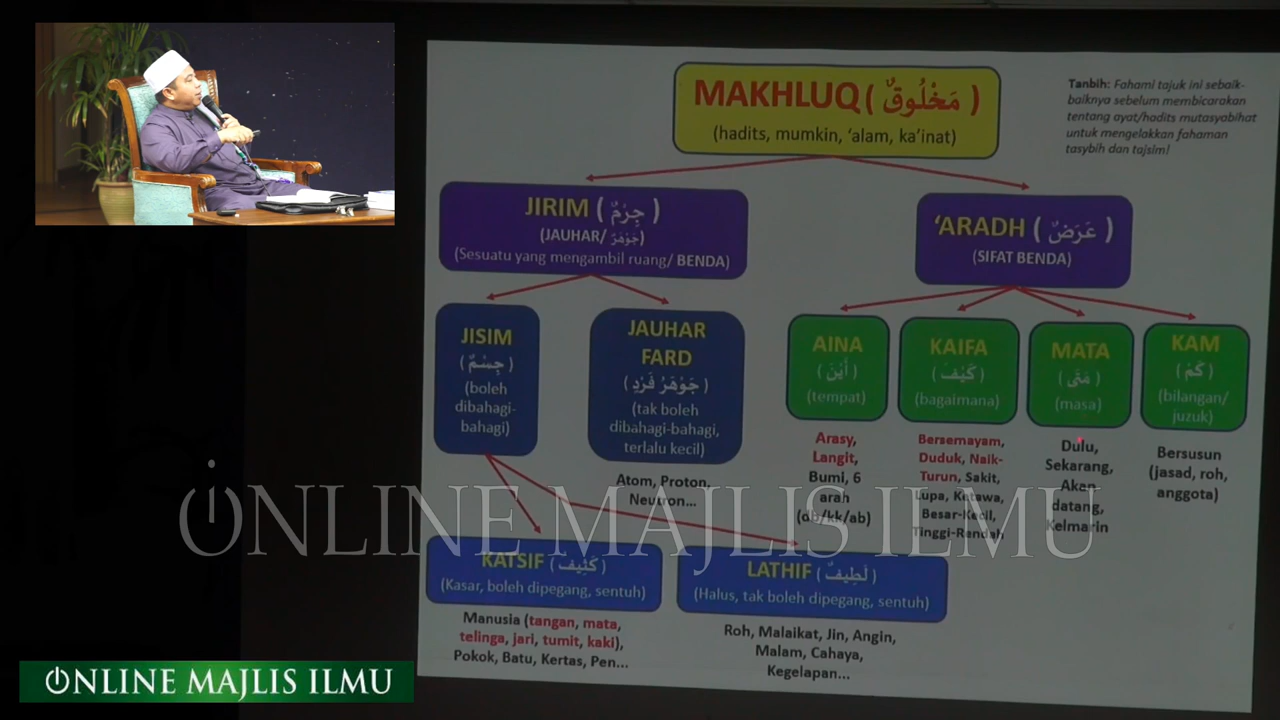 MAKHLUQ ( مَخْلُوقٌ )
(hadits, mumkin, ‘alam, ka’inat)
Tanbih: Fahami tajuk ini sebaik-
baiknya sebelum membicarakan
tentang ayat/hadits mutasyabihat
untuk mengelakkan fahaman
tasybih dan tajsim!
JIRIM ( جِرْمٌ )
(JAUHAR/ جَوْهَرٌ)
(Sesuatu yang mengambil ruang/ BENDA)
‘ARADH ( عَرَضٌ )
(SIFAT BENDA)
JISIM
( جِسْمٌ )
(boleh
dibahagi-
bahagi)
JAUHAR
FARD
( جَوْهَرُ فَرْدٍ )
(tak boleh
dibahagi-bahagi,
terlalu kecil)
Atom, Proton,
Neutron...
AINA
( أَيْنَ )
(tempat)
Arasy,
Langit,
Bumi, 6
arah
(db/kk/ab)
KAIFA
( كَيْفَ )
(bagaimana)
Bersemayam,
Duduk, Naik-
Turun, Sakit,
Lupa, Ketawa,
Besar-Kecil,
Tinggi-Rendah
MATA
( مَتَى )
(masa)
Dulu,
Sekarang,
Akan
datang,
Kelmarin
KAM
( كَمْ )
(bilangan/
juzuk)
Bersusun
(jasad, roh,
anggota)
KATSIF ( كَثِيفٌ )
(Kasar, boleh dipegang, sentuh)
Manusia (tangan, mata,
telinga, jari, tumit, kaki),
Pokok, Batu, Kertas, Pen...
LATHIF ( لَطِيفٌ )
(Halus, tak boleh dipegang, sentuh)
Roh, Malaikat, Jin, Angin,
Malam, Cahaya,
Kegelapan...
ONLINE MAJLIS ILMU
ONLINE MAJLIS ILMU